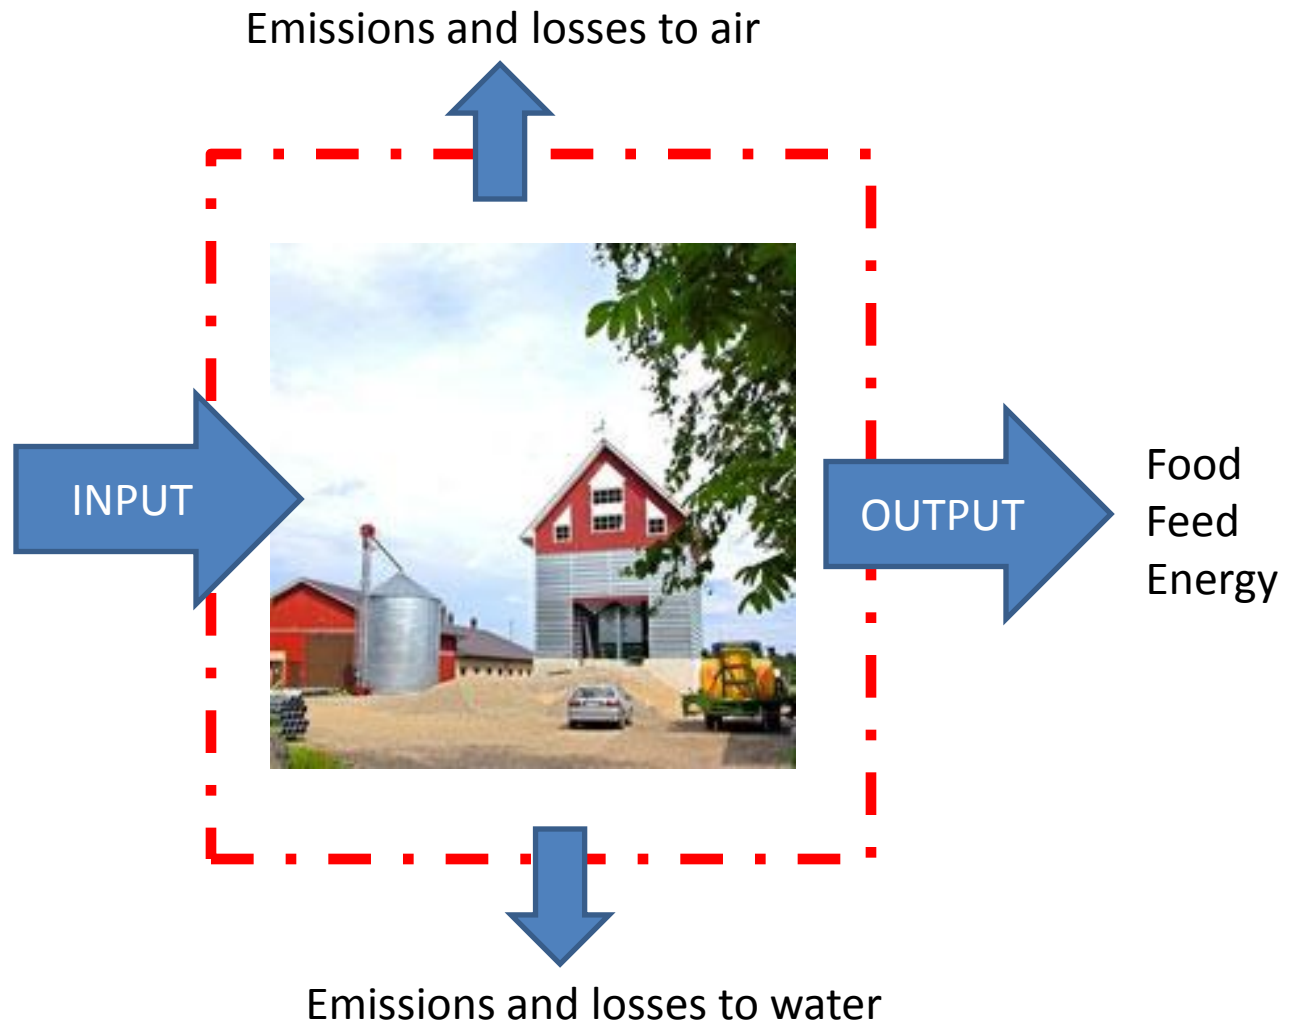 Emissions and losses to air
INPUT
OUTPUT
Food
Feed
Energy
Emissions and losses to water